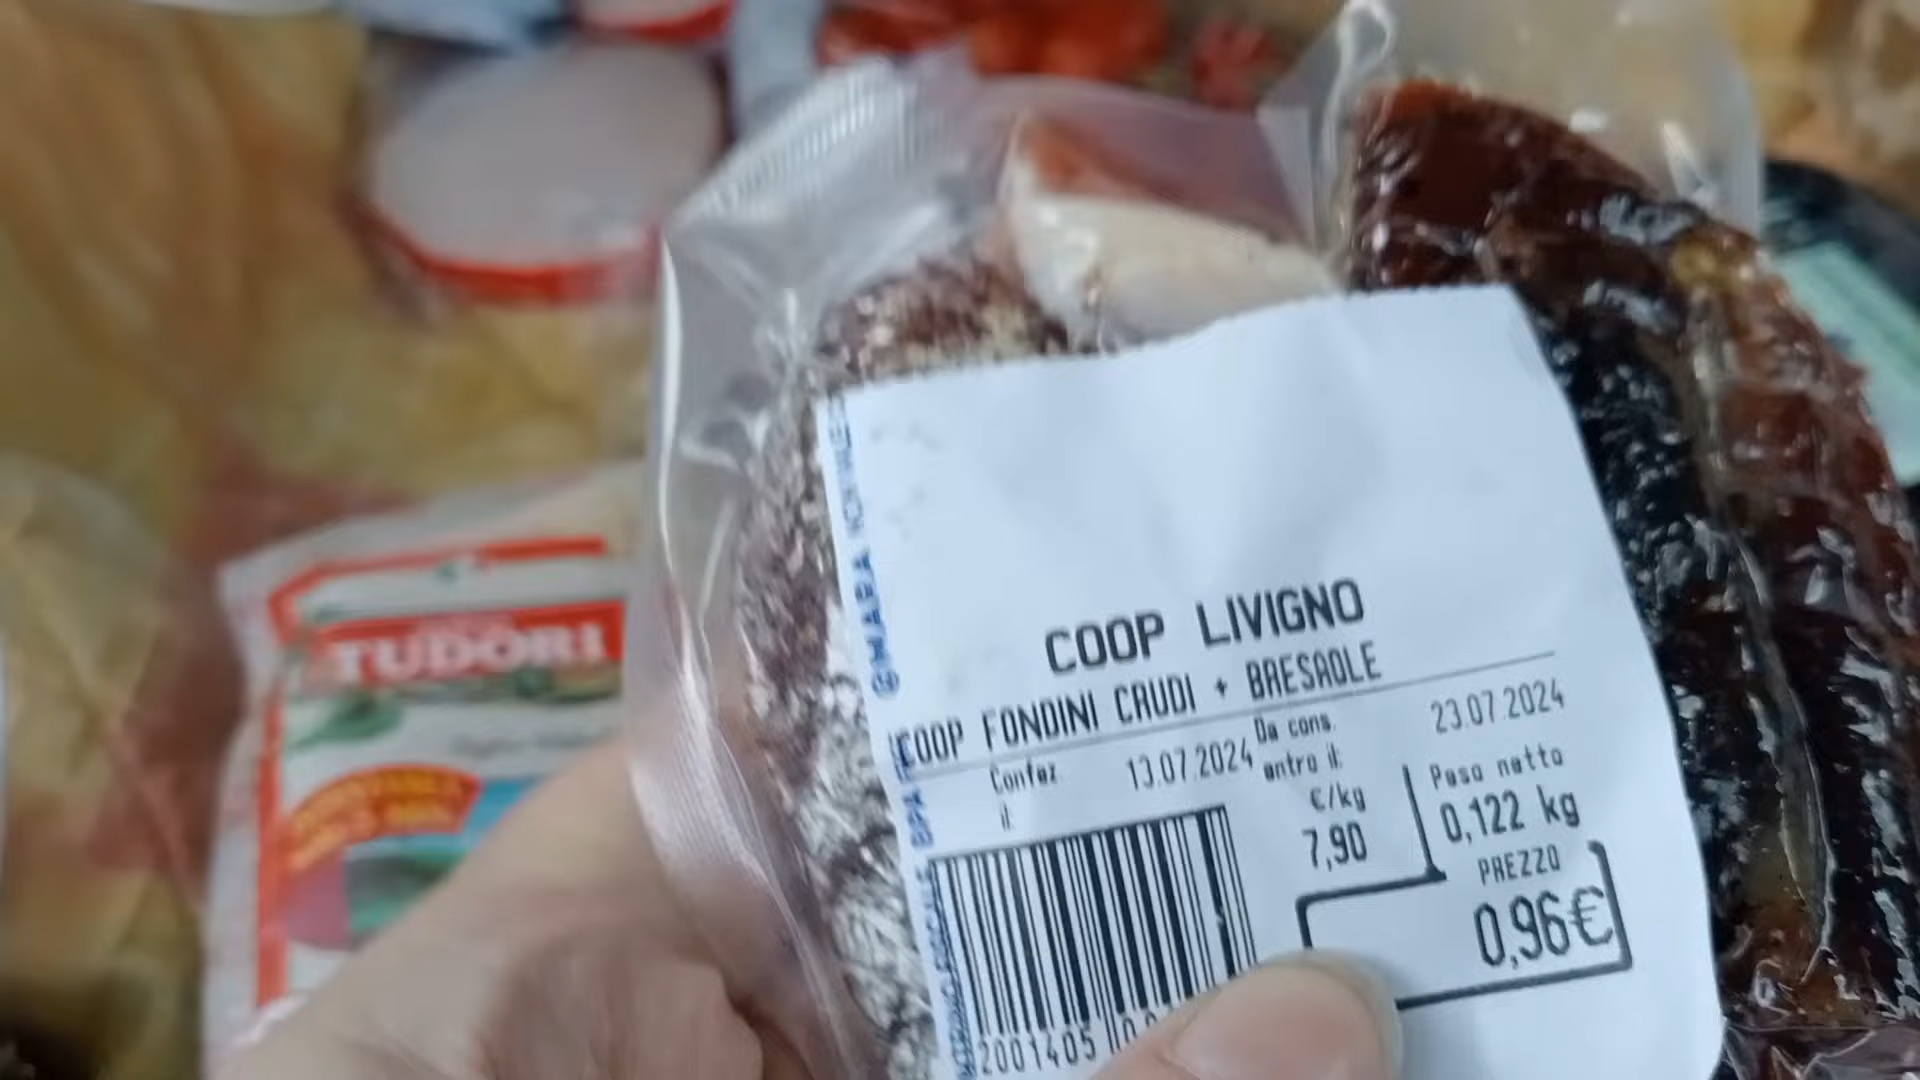 TUDORI
COOP LIVIGNO
COOP FONDINI CRUDI + BRESAOLE
Confez. il: 13.07.2024 Da cons. entro il: 23.07.2024
€/kg Peso netto
7,90 0,122 kg
PREZZO
0,96€
2001405